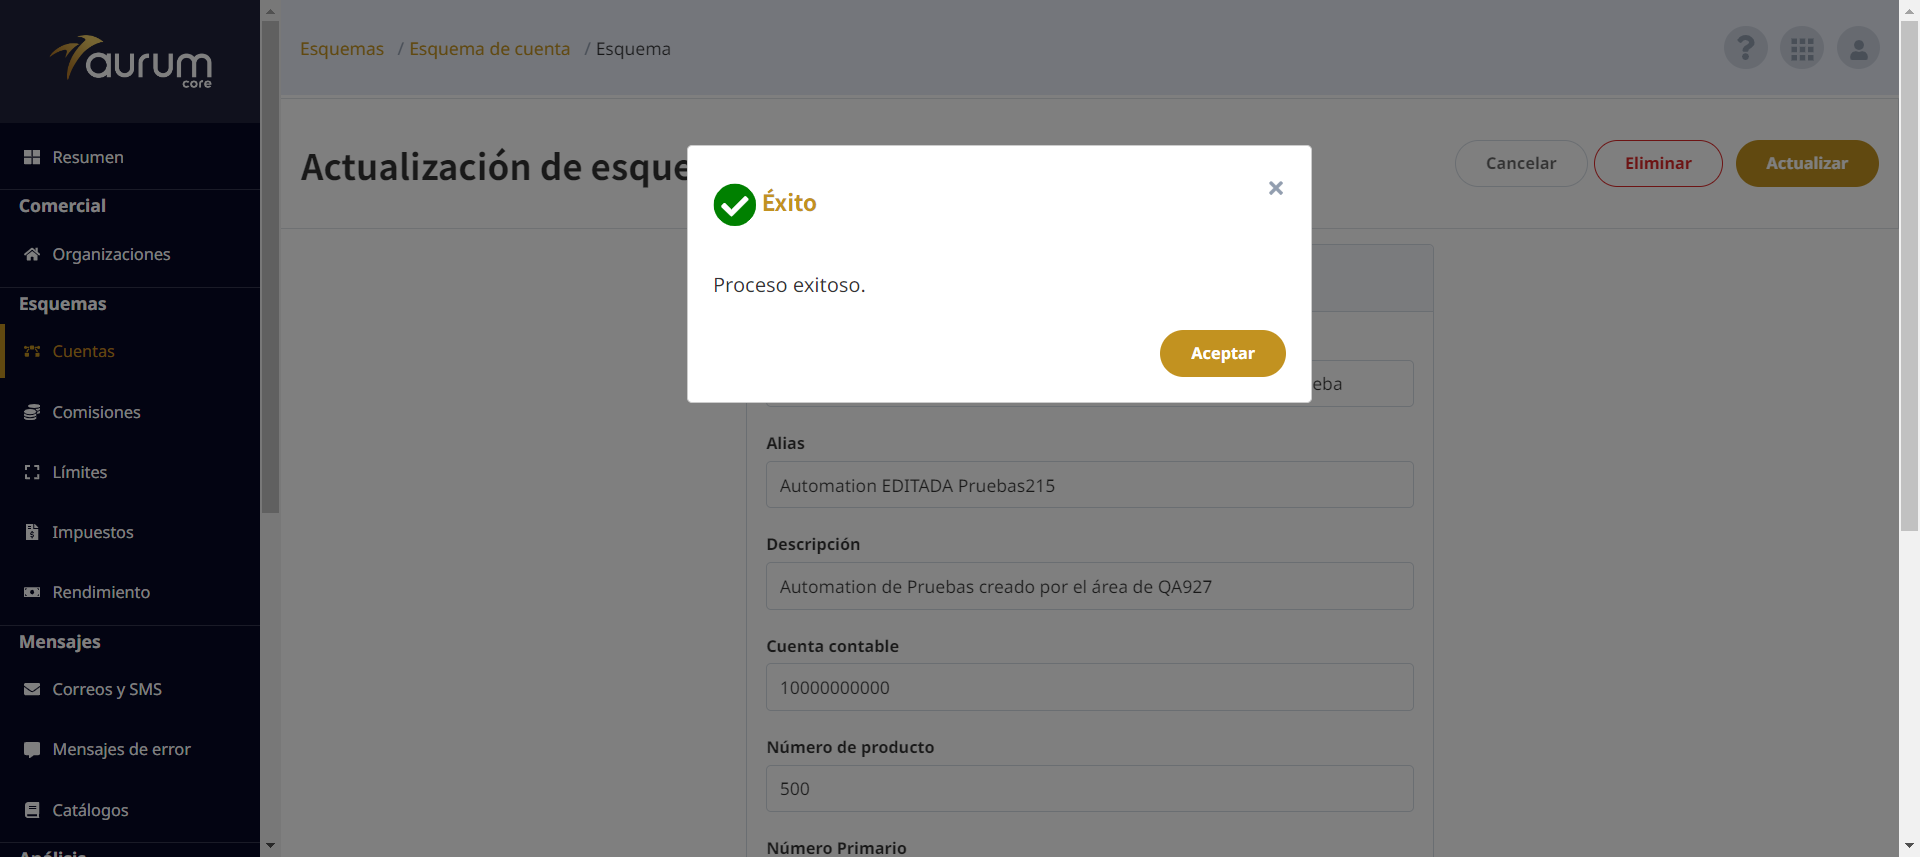 aurum
core
Resumen
Comercial
Organizaciones
Esquemas
Cuentas
Comisiones
Límites
Impuestos
Rendimiento
Mensajes
Correos y SMS
Mensajes de error
Catálogos
Esquemas / Esquema de cuenta / Esquema
?
Actualización de esque
Cancelar
Eliminar
Actualizar
Éxito
Proceso exitoso.
Aceptar
eba
Alias
Automation EDITADA Pruebas215
Descripción
Automation de Pruebas creado por el área de QA927
Cuenta contable
10000000000
Número de producto
500
Número Primario